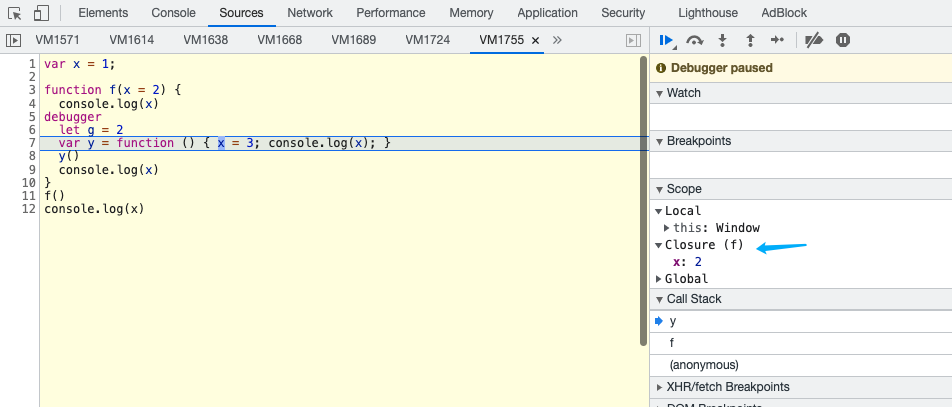 Elements Console Sources Network Performance Memory Application Security Lighthouse AdBlock
VM1571 VM1614 VM1638 VM1668 VM1689 VM1724 VM1755 × »
Debugger paused
Watch
Breakpoints
Scope
Local
this: Window
Closure (f)
x: 2
Global
Call Stack
y
f
(anonymous)
XHR/fetch Breakpoints
DOM Breakpoints
1 var x = 1;
2
3 function f(x = 2) {
4   console.log(x)
5 debugger
6   let g = 2
7   var y = function () { x = 3; console.log(x); }
8   y()
9   console.log(x)
10 }
11 f()
12 console.log(x)